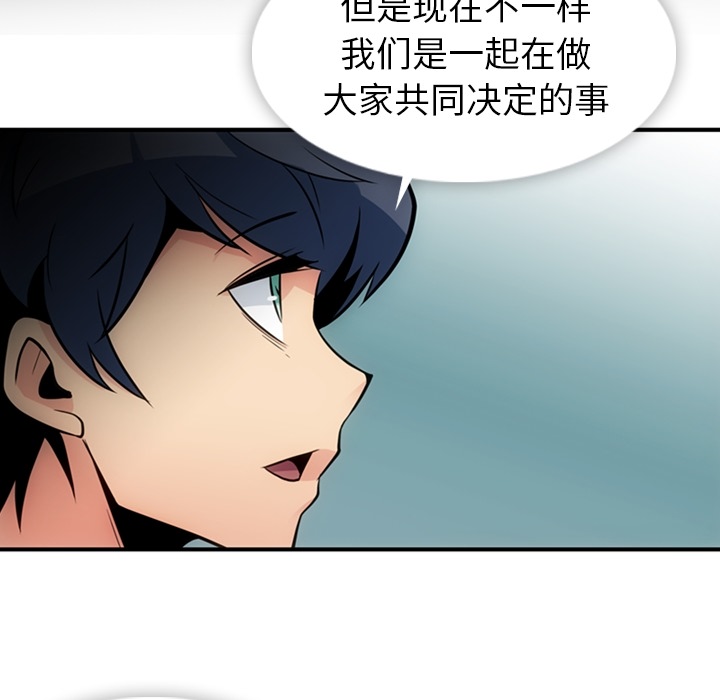 但是现在不一样
我们是一起在做
大家共同决定的事